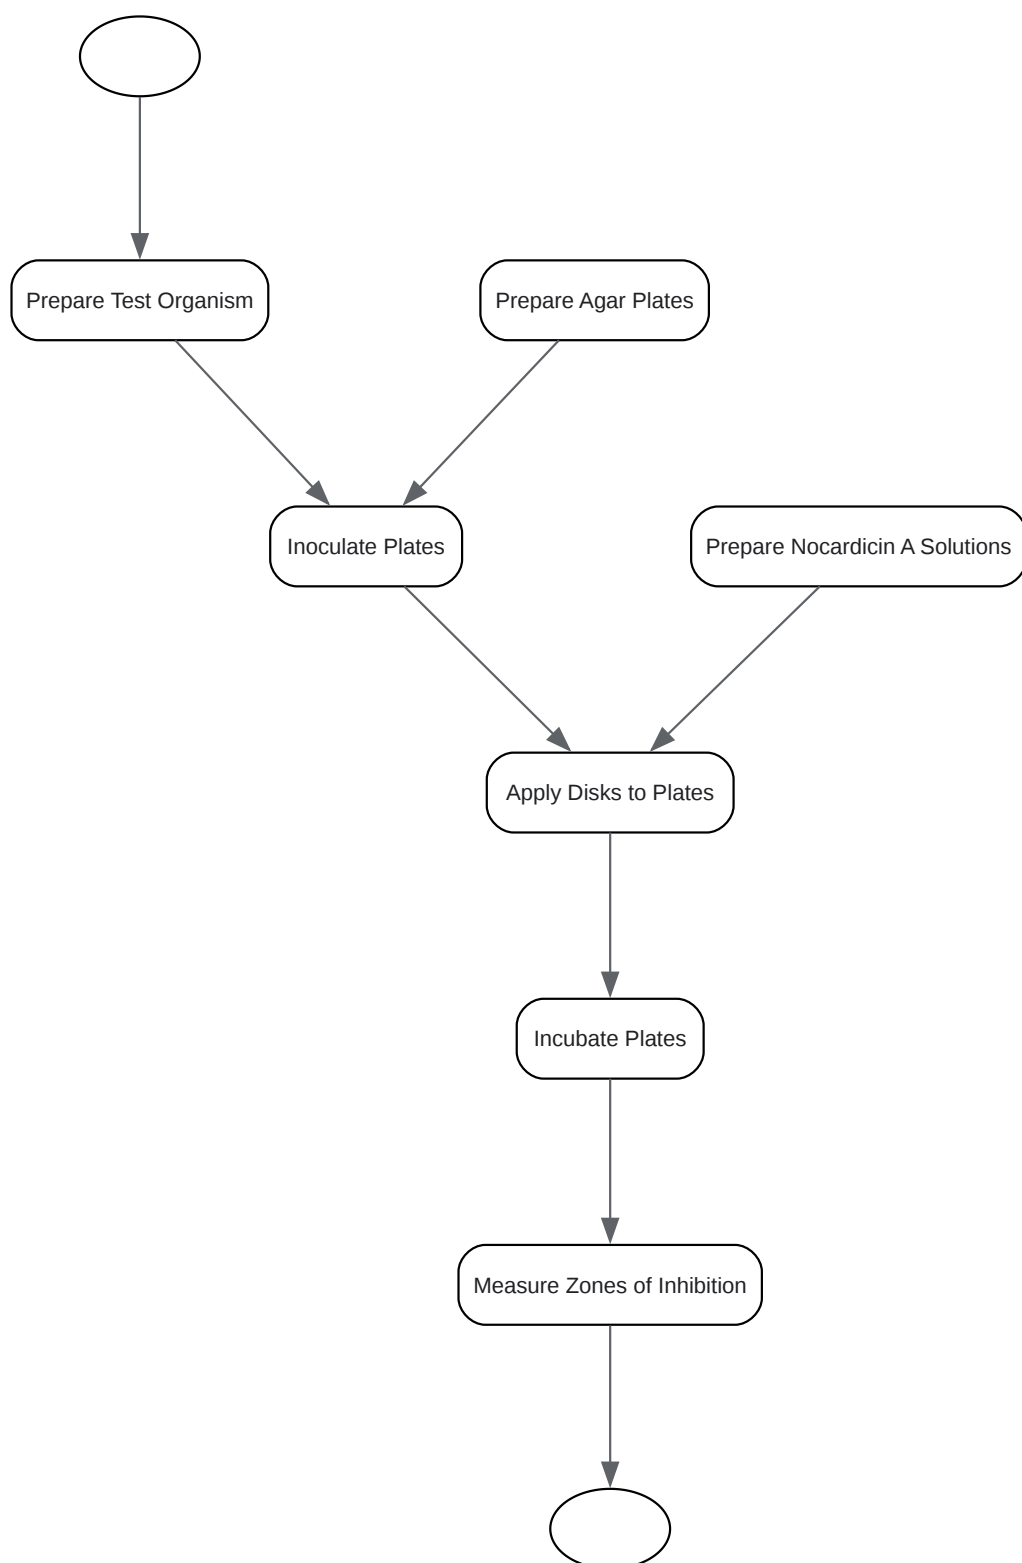 Prepare Test Organism
Prepare Agar Plates
Inoculate Plates
Prepare Nocardicin A Solutions
Apply Disks to Plates
Incubate Plates
Measure Zones of Inhibition